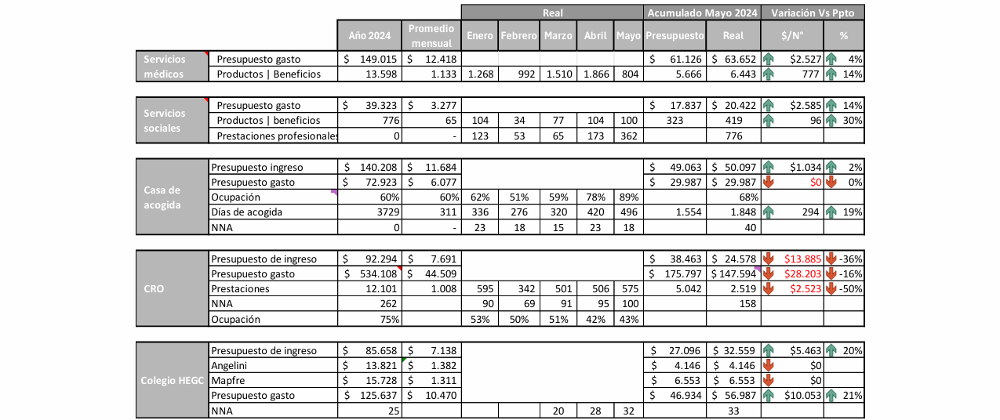 Real Acumulado Mayo 2024 Variación Vs Ppto
Año 2024 Promedio mensual Enero Febrero Marzo Abril Mayo Presupuesto Real $/N° %
Servicios médicos
Presupuesto gasto $ 149.015 $ 12.418 $ 61.126 $ 63.652 $2.527 4%
Productos | Beneficios 13.598 1.133 1.268 992 1.510 1.866 804 5.666 6.443 777 14%
Servicios sociales
Presupuesto gasto $ 39.323 $ 3.277 $ 17.837 $ 20.422 $2.585 14%
Productos | beneficios 776 65 104 34 77 104 100 323 419 96 30%
Prestaciones profesionales 0 - 123 53 65 173 362 776
Casa de acogida
Presupuesto ingreso $ 140.208 $ 11.684 $ 49.063 $ 50.097 $1.034 2%
Presupuesto gasto $ 72.923 $ 6.077 $ 29.987 $ 29.987 $0 0%
Ocupación 60% 60% 62% 51% 59% 78% 89% 68%
Días de acogida 3729 311 336 276 320 420 496 1.554 1.848 294 19%
NNA 0 - 23 18 15 23 18 40
CRO
Presupuesto de ingreso $ 92.294 $ 7.691 $ 38.463 $ 24.578 $13.885 -36%
Presupuesto gasto $ 534.108 $ 44.509 $ 175.797 $ 147.594 $28.203 -16%
Prestaciones 12.101 1.008 595 342 501 506 575 5.042 2.519 $2.523 -50%
NNA 262 90 69 91 95 100 158
Ocupación 75% 53% 50% 51% 42% 43%
Colegio HEGC
Presupuesto de ingreso $ 85.658 $ 7.138 $ 27.096 $ 32.559 $5.463 20%
Angelini $ 13.821 $ 1.382 $ 4.146 $ 4.146 $0
Mapfre $ 15.728 $ 1.311 $ 6.553 $ 6.553 $0
Presupuesto gasto $ 125.637 $ 10.470 $ 46.934 $ 56.987 $10.053 21%
NNA 25 20 28 32 33